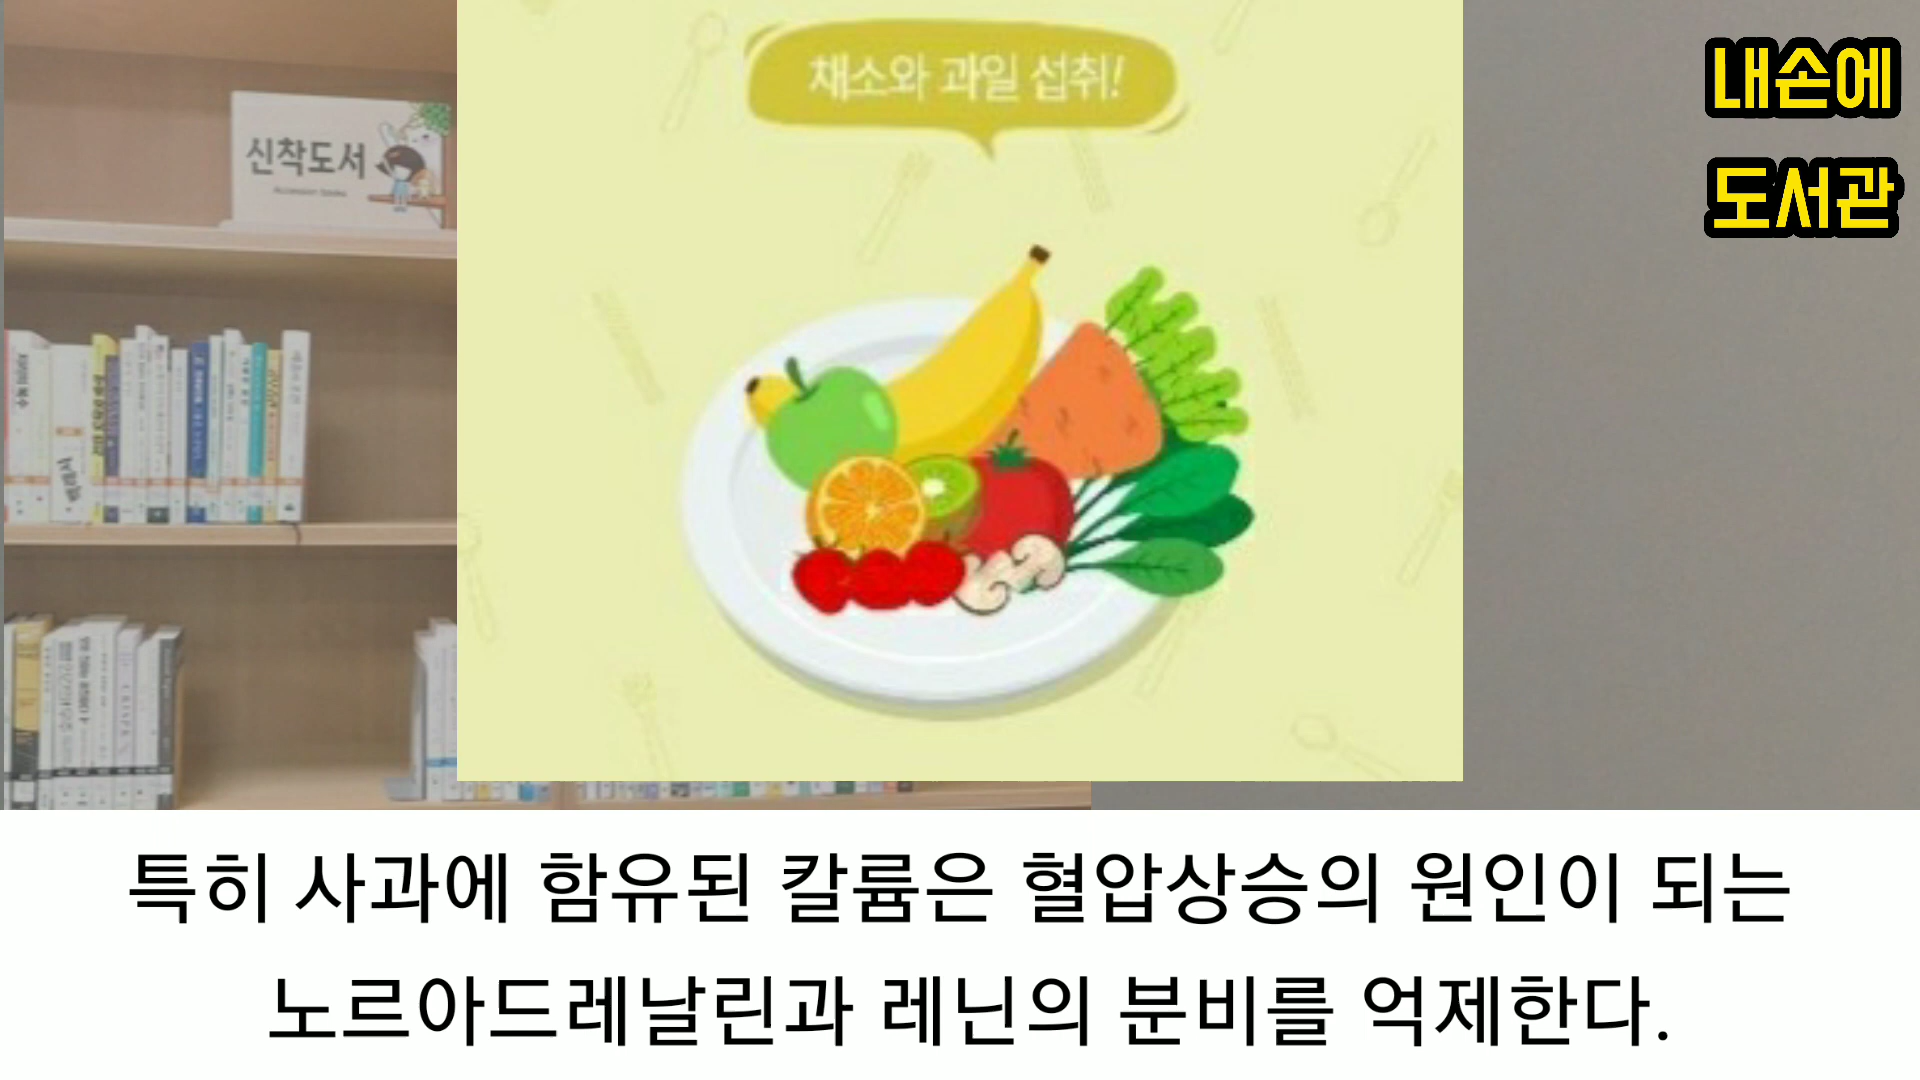 내손에
도서관
채소와 과일 섭취!
신착도서
특히 사과에 함유된 칼륨은 혈압상승의 원인이 되는
노르아드레날린과 레닌의 분비를 억제한다.